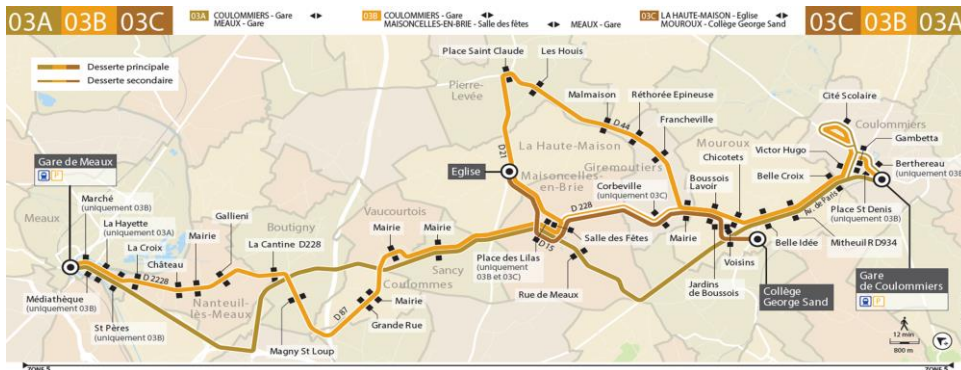 03A 03B 03C
03A COULOMMIERS - Gare
MEAUX - Gare
03B COULOMMIERS - Gare
MAISONCELLES-EN-BRIE - Salle des fêtes
MEAUX - Gare
03C LA HAUTE-MAISON - Eglise
MOUROUX - Collège George Sand
03C 03B 03A
Desserte principale
Desserte secondaire
Place Saint Claude
Les Houis
Pierre-
Levée
Malmaison
Réthorée Epineuse
Francheville
D 44
D 21
Cité Scolaire
Coulommiers
Gambetta
Victor Hugo
Berthereau
(uniquement 03B)
Belle Croix
Mouroux
Chicotets
La Haute-Maison
Giremoutiers
Boussois
Lavoir
Gare de Meaux
P
Eglise
Maisoncelles-
en-Brie
Corbeville
(uniquement 03C)
D 228
Av. de Paris
Place St Denis
(uniquement 03B)
Meaux
Marché
(uniquement 03B)
La Hayette
(uniquement 03A)
La Croix
Château
Mairie
Gallieni
Boutigny
La Cantine D228
Vaucourtois
Mairie
Mairie
D 15
Salle des Fêtes
Mairie
Belle Idée
Mitheuil R D934
D 2228
Sancy
Place des Lilas
(uniquement
03B et 03C)
Voisins
Gare
de Coulommiers
P
Médiathèque
(uniquement 03B)
Nanteuil-
lès-Meaux
Coulommes
Rue de Meaux
Jardins
de Boussois
Collège
George Sand
St Pères
(uniquement 03B)
D 87
Mairie
Grande Rue
Magny St Loup
12 min
800 m
ZONE 5
ZONE 5